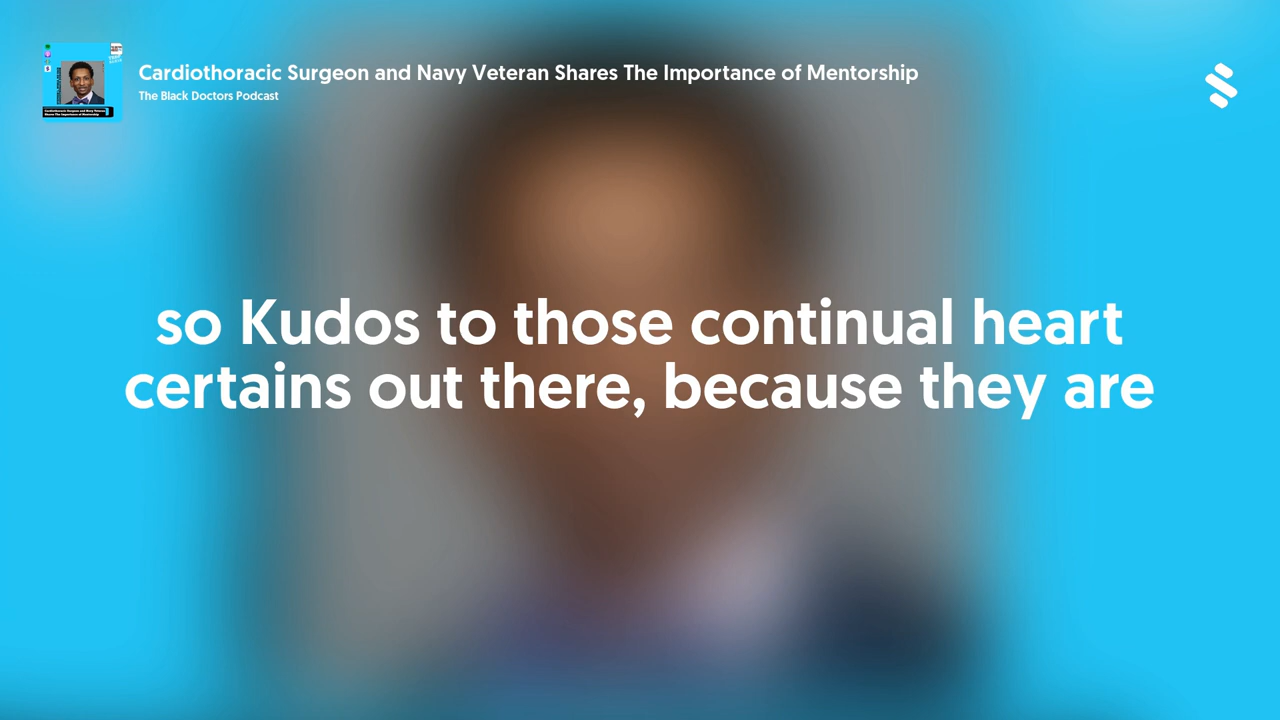 Cardiothoracic Surgeon and Navy Veteran Shares The Importance of Mentorship
The Black Doctors Podcast
so Kudos to those continual heart
certains out there, because they are